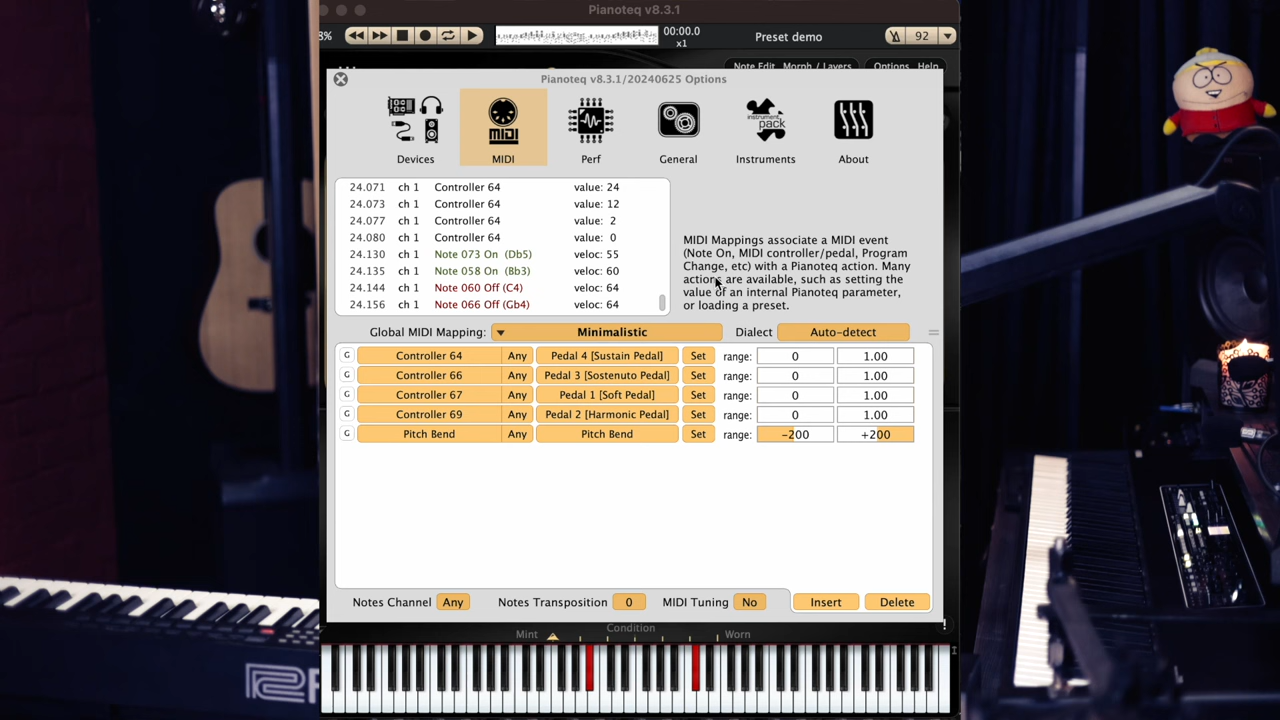 Pianoteq v8.3.1
8% 00:00.0 x1 Preset demo 92
Note Edit Morph / Layers Options Help
Pianoteq v8.3.1/20240625 Options
MIDI instrument pack
Devices MIDI Perf General Instruments About
24.071 ch 1 Controller 64 value: 24
24.073 ch 1 Controller 64 value: 12
24.077 ch 1 Controller 64 value: 2
24.080 ch 1 Controller 64 value: 0
24.130 ch 1 Note 073 On (Db5) veloc: 55
24.135 ch 1 Note 058 On (Bb3) veloc: 60
24.144 ch 1 Note 060 Off (C4) veloc: 64
24.156 ch 1 Note 066 Off (Gb4) veloc: 64
MIDI Mappings associate a MIDI event
(Note On, MIDI controller/pedal, Program
Change, etc) with a Pianoteq action. Many
actions are available, such as setting the
value of an internal Pianoteq parameter,
or loading a preset.
Global MIDI Mapping: Minimalistic Dialect Auto-detect
G Controller 64 Any Pedal 4 [Sustain Pedal] Set range: 0 1.00
G Controller 66 Any Pedal 3 [Sostenuto Pedal] Set range: 0 1.00
G Controller 67 Any Pedal 1 [Soft Pedal] Set range: 0 1.00
G Controller 69 Any Pedal 2 [Harmonic Pedal] Set range: 0 1.00
G Pitch Bend Any Pitch Bend Set range: -200 +200
Notes Channel Any Notes Transposition 0 MIDI Tuning No Insert Delete
Mint Condition Worn